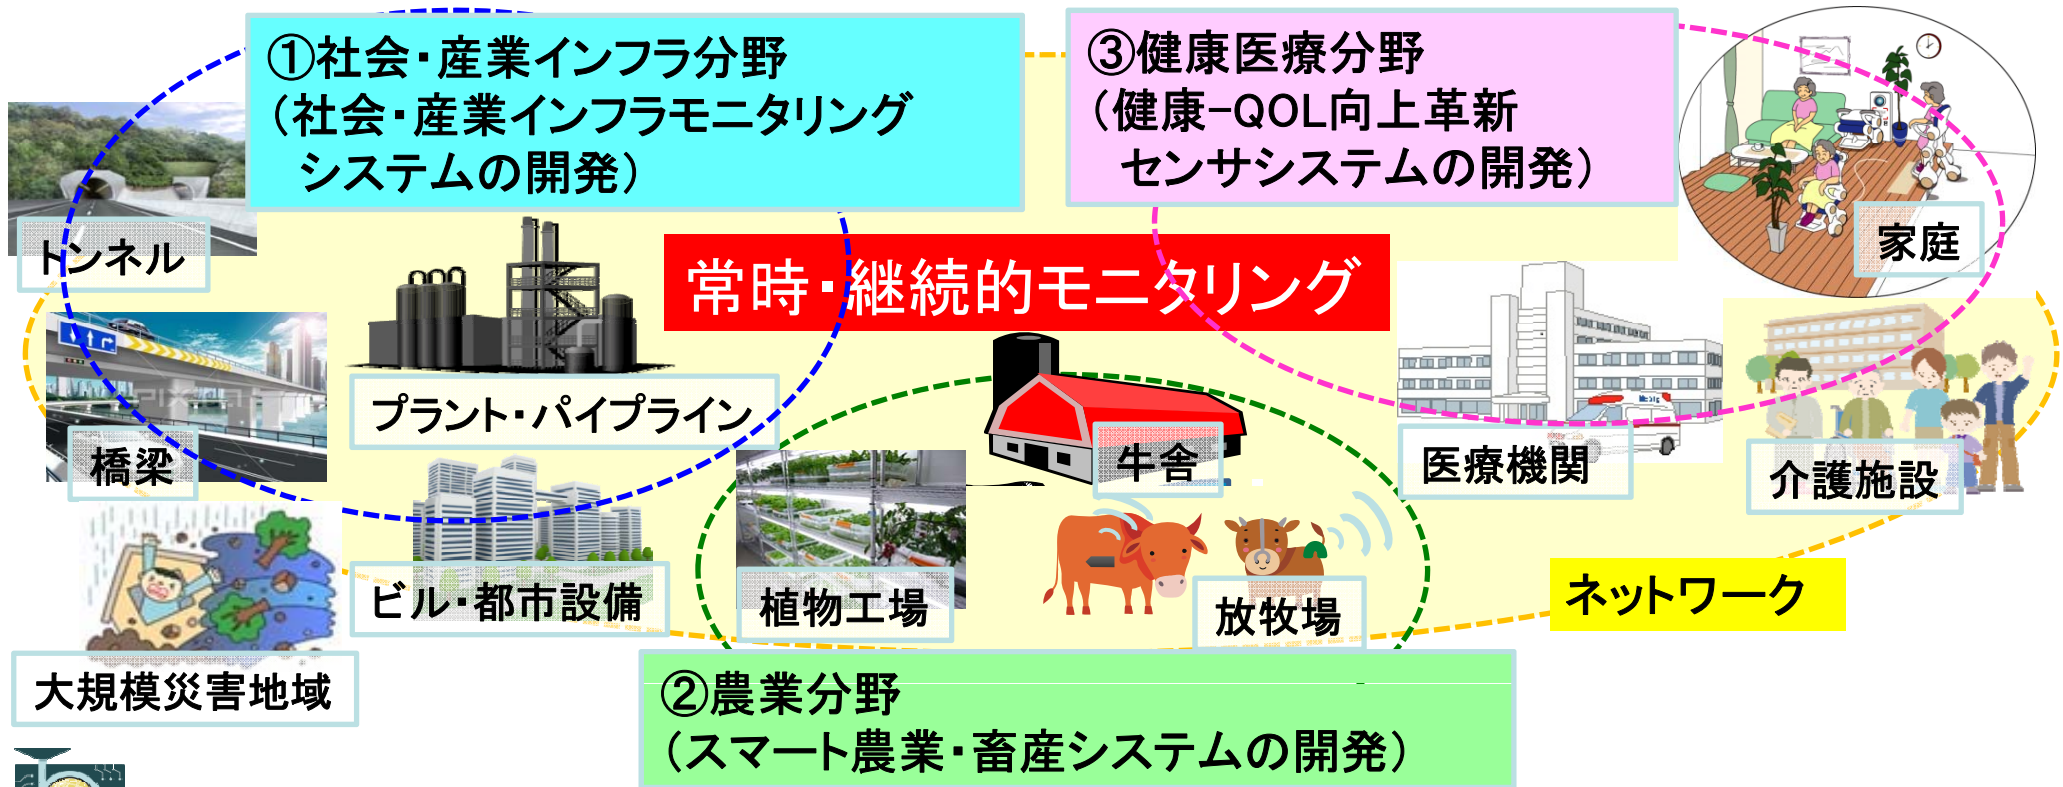 ①社会・産業インフラ分野
（社会・産業インフラモニタリング
システムの開発）
③健康医療分野
（健康-QOL向上革新
センサシステムの開発）
トンネル
家庭
常時・継続的モニタリング
プラント・パイプライン
橋梁
牛舎
医療機関
介護施設
ビル・都市設備
植物工場
放牧場
ネットワーク
大規模災害地域
②農業分野
（スマート農業・畜産システムの開発）